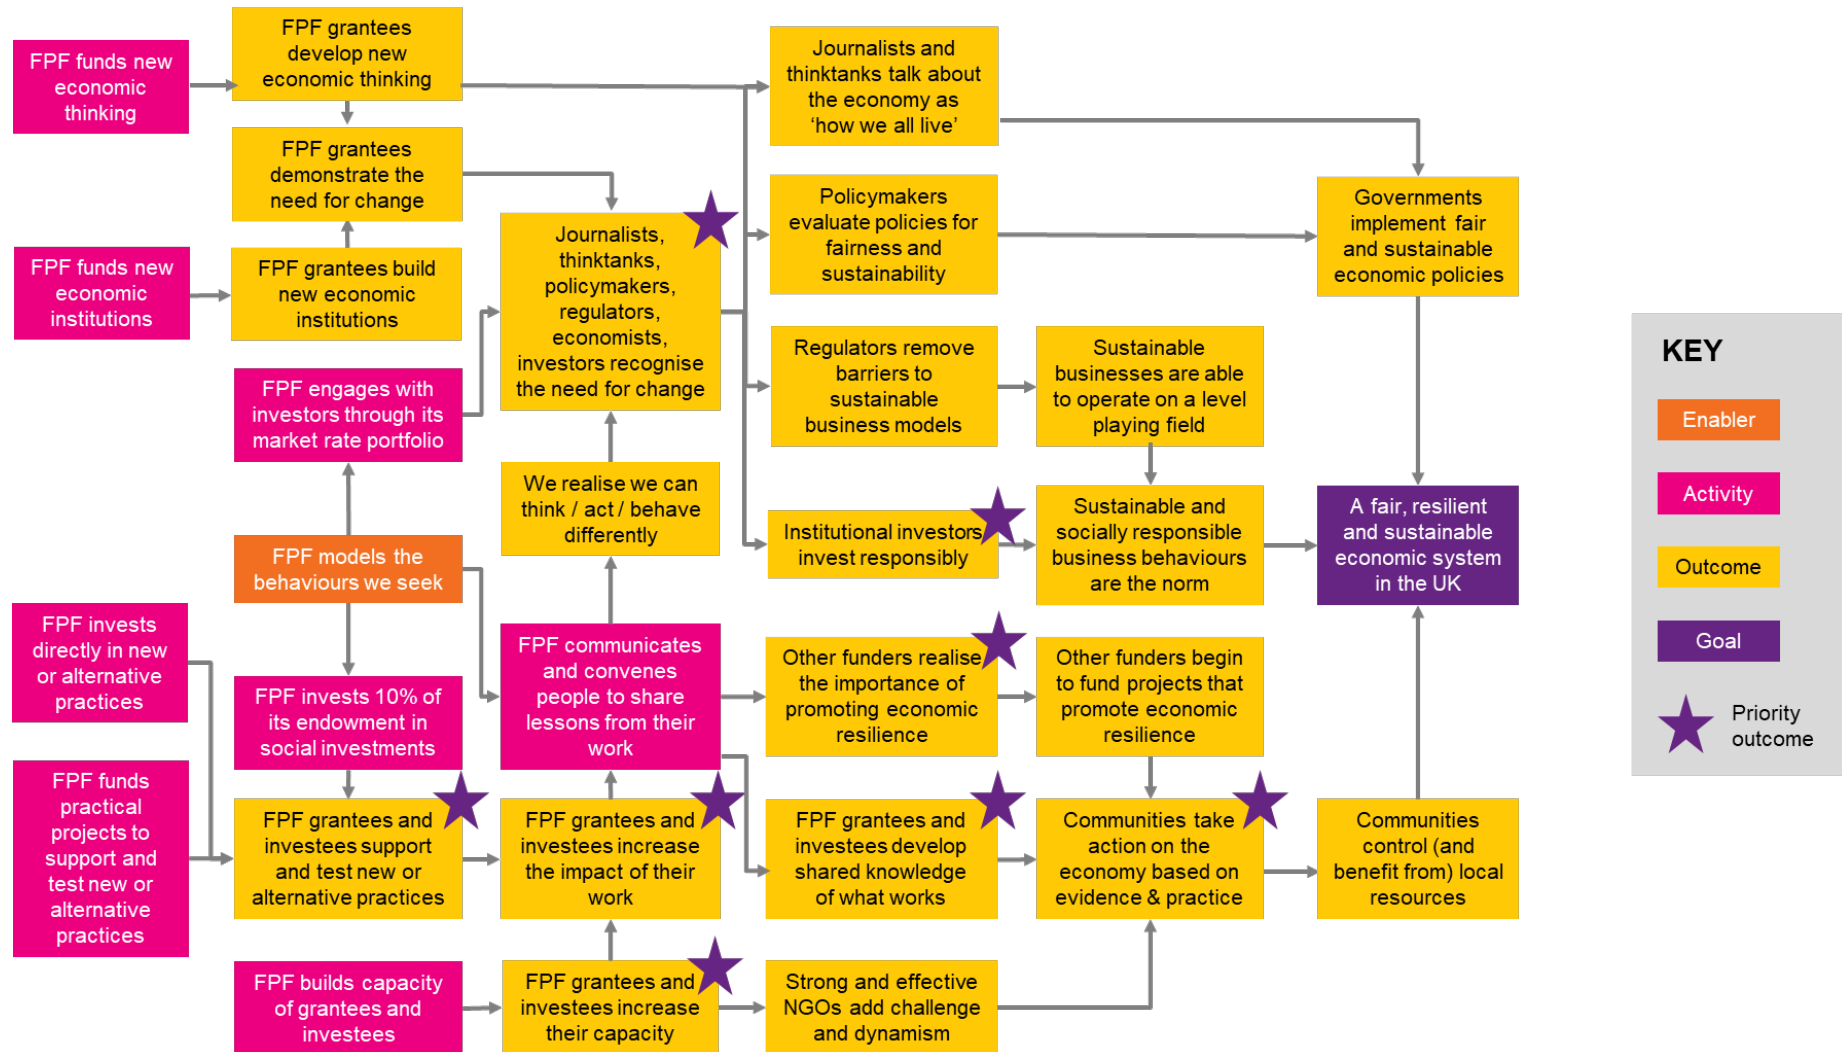 FPF funds new
economic
thinking
FPF grantees
develop new
economic thinking
Journalists and
thinktanks talk about
the economy as
‘how we all live’
FPF grantees
demonstrate the
need for change
Policymakers
evaluate policies for
fairness and
sustainability
Governments
implement fair
and sustainable
economic policies
Journalists,
thinktanks,
policymakers,
regulators,
economists,
investors recognise
the need for change
FPF funds new
economic
institutions
FPF grantees build
new economic
institutions
Regulators remove
barriers to
sustainable
business models
Sustainable
businesses are able
to operate on a level
playing field
FPF engages with
investors through its
market rate portfolio
We realise we can
think / act / behave
differently
Institutional investors
invest responsibly
Sustainable and
socially responsible
business behaviours
are the norm
A fair, resilient
and sustainable
economic system
in the UK
FPF models the
behaviours we seek
FPF invests
directly in new
or alternative
practices
FPF communicates
and convenes
people to share
lessons from their
work
Other funders realise
the importance of
promoting economic
resilience
Other funders begin
to fund projects that
promote economic
resilience
FPF invests 10% of
its endowment in
social investments
FPF funds
practical
projects to
support and
test new or
alternative
practices
FPF grantees and
investees support
and test new or
alternative practices
FPF grantees and
investees increase
the impact of their
work
FPF grantees and
investees develop
shared knowledge
of what works
Communities take
action on the
economy based on
evidence & practice
Communities
control (and
benefit from) local
resources
FPF builds capacity
of grantees and
investees
FPF grantees and
investees increase
their capacity
Strong and effective
NGOs add challenge
and dynamism
KEY
Enabler
Activity
Outcome
Goal
Priority
outcome